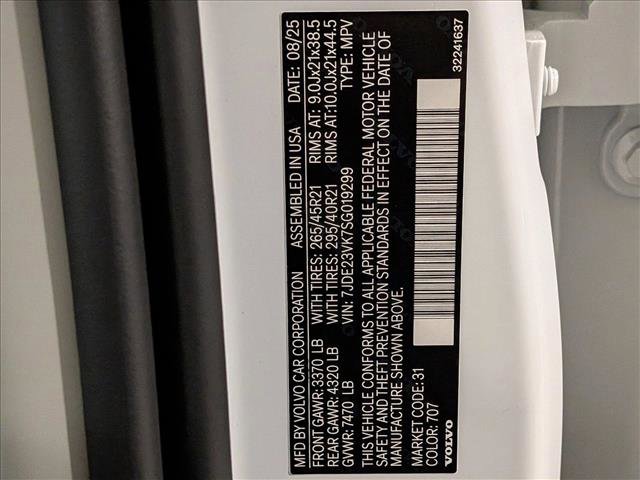 MFD BY VOLVO CAR CORPORATION ASSEMBLED IN USA DATE: 08/25
FRONT GAWR: 3370 LB WITH TIRES: 265/45R21 RIMS AT: 9.0Jx21x38.5
REAR GAWR: 4320 LB WITH TIRES: 295/40R21 RIMS AT:10.0Jx21x44.5
GVWR: 7470 LB VIN: 7JDE23VK7SG019299 TYPE: MPV
THIS VEHICLE CONFORMS TO ALL APPLICABLE FEDERAL MOTOR VEHICLE
SAFETY AND THEFT PREVENTION STANDARDS IN EFFECT ON THE DATE OF
MANUFACTURE SHOWN ABOVE.
MARKET CODE: 31
COLOR: 707
VOLVO 32241637